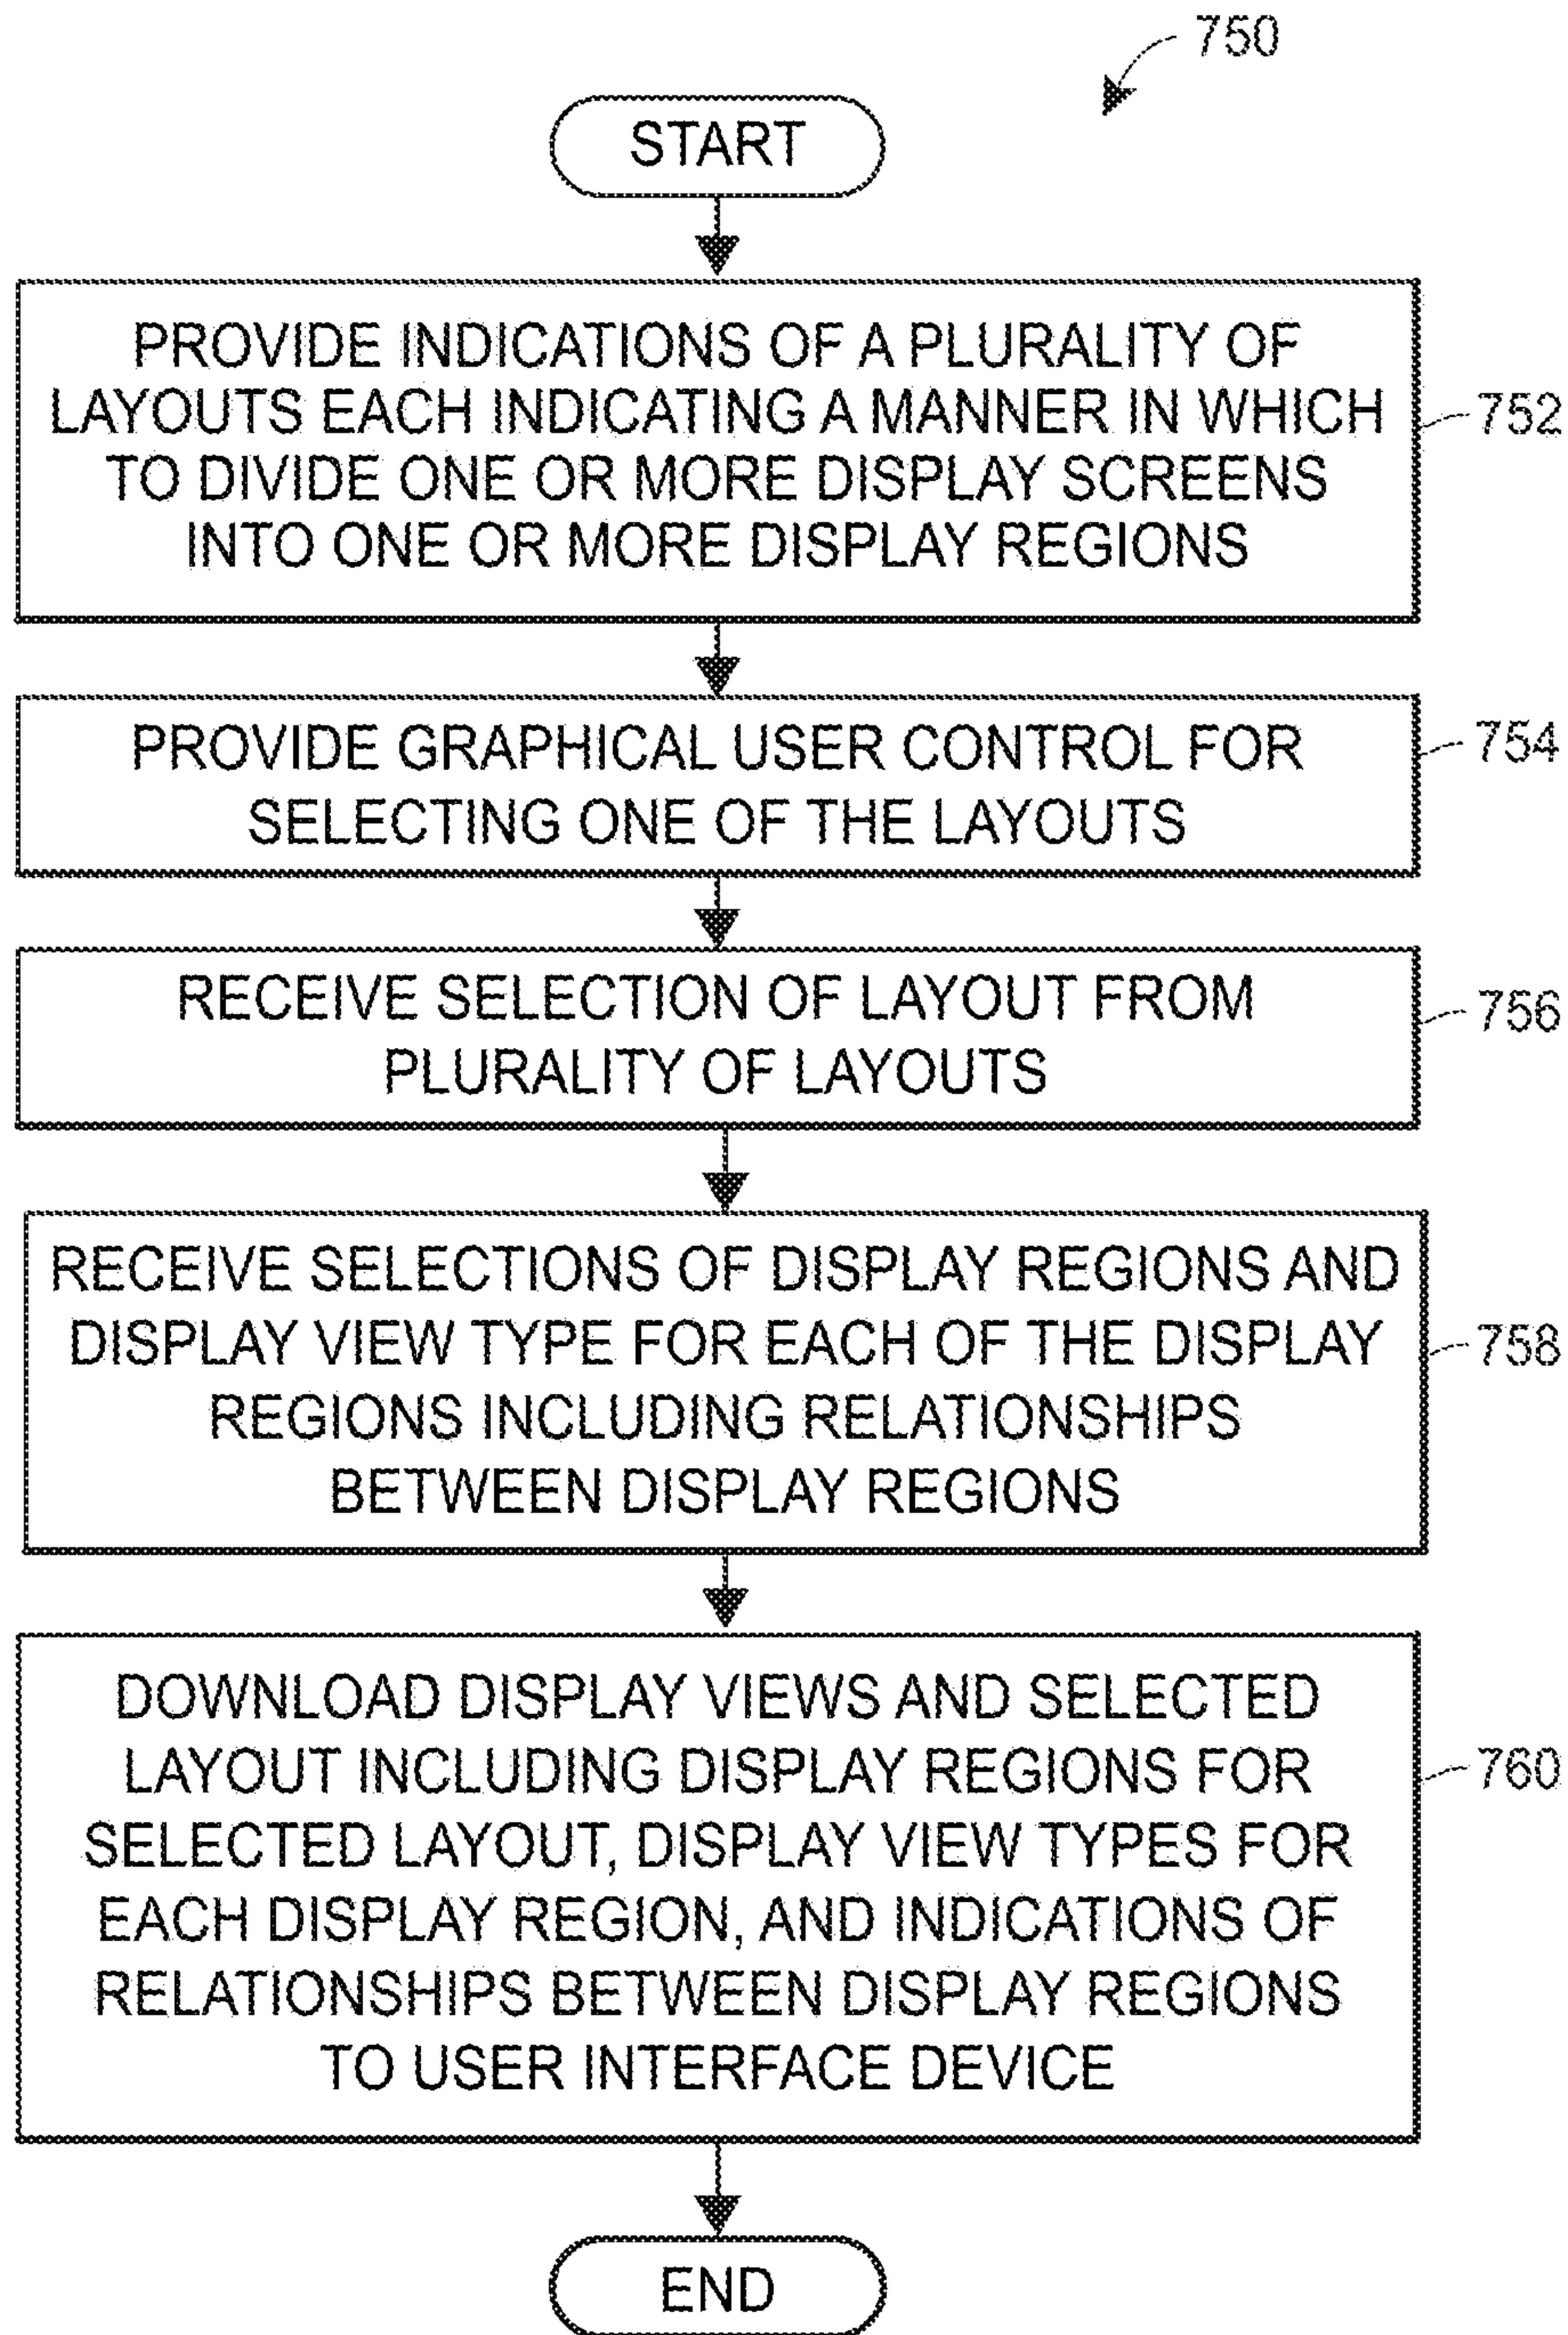 750
START
PROVIDE INDICATIONS OF A PLURALITY OF
LAYOUTS EACH INDICATING A MANNER IN WHICH
TO DIVIDE ONE OR MORE DISPLAY SCREENS
INTO ONE OR MORE DISPLAY REGIONS
752
PROVIDE GRAPHICAL USER CONTROL FOR
SELECTING ONE OF THE LAYOUTS
754
RECEIVE SELECTION OF LAYOUT FROM
PLURALITY OF LAYOUTS
756
RECEIVE SELECTIONS OF DISPLAY REGIONS AND
DISPLAY VIEW TYPE FOR EACH OF THE DISPLAY
REGIONS INCLUDING RELATIONSHIPS
BETWEEN DISPLAY REGIONS
758
DOWNLOAD DISPLAY VIEWS AND SELECTED
LAYOUT INCLUDING DISPLAY REGIONS FOR
SELECTED LAYOUT, DISPLAY VIEW TYPES FOR
EACH DISPLAY REGION, AND INDICATIONS OF
RELATIONSHIPS BETWEEN DISPLAY REGIONS
TO USER INTERFACE DEVICE
760
END